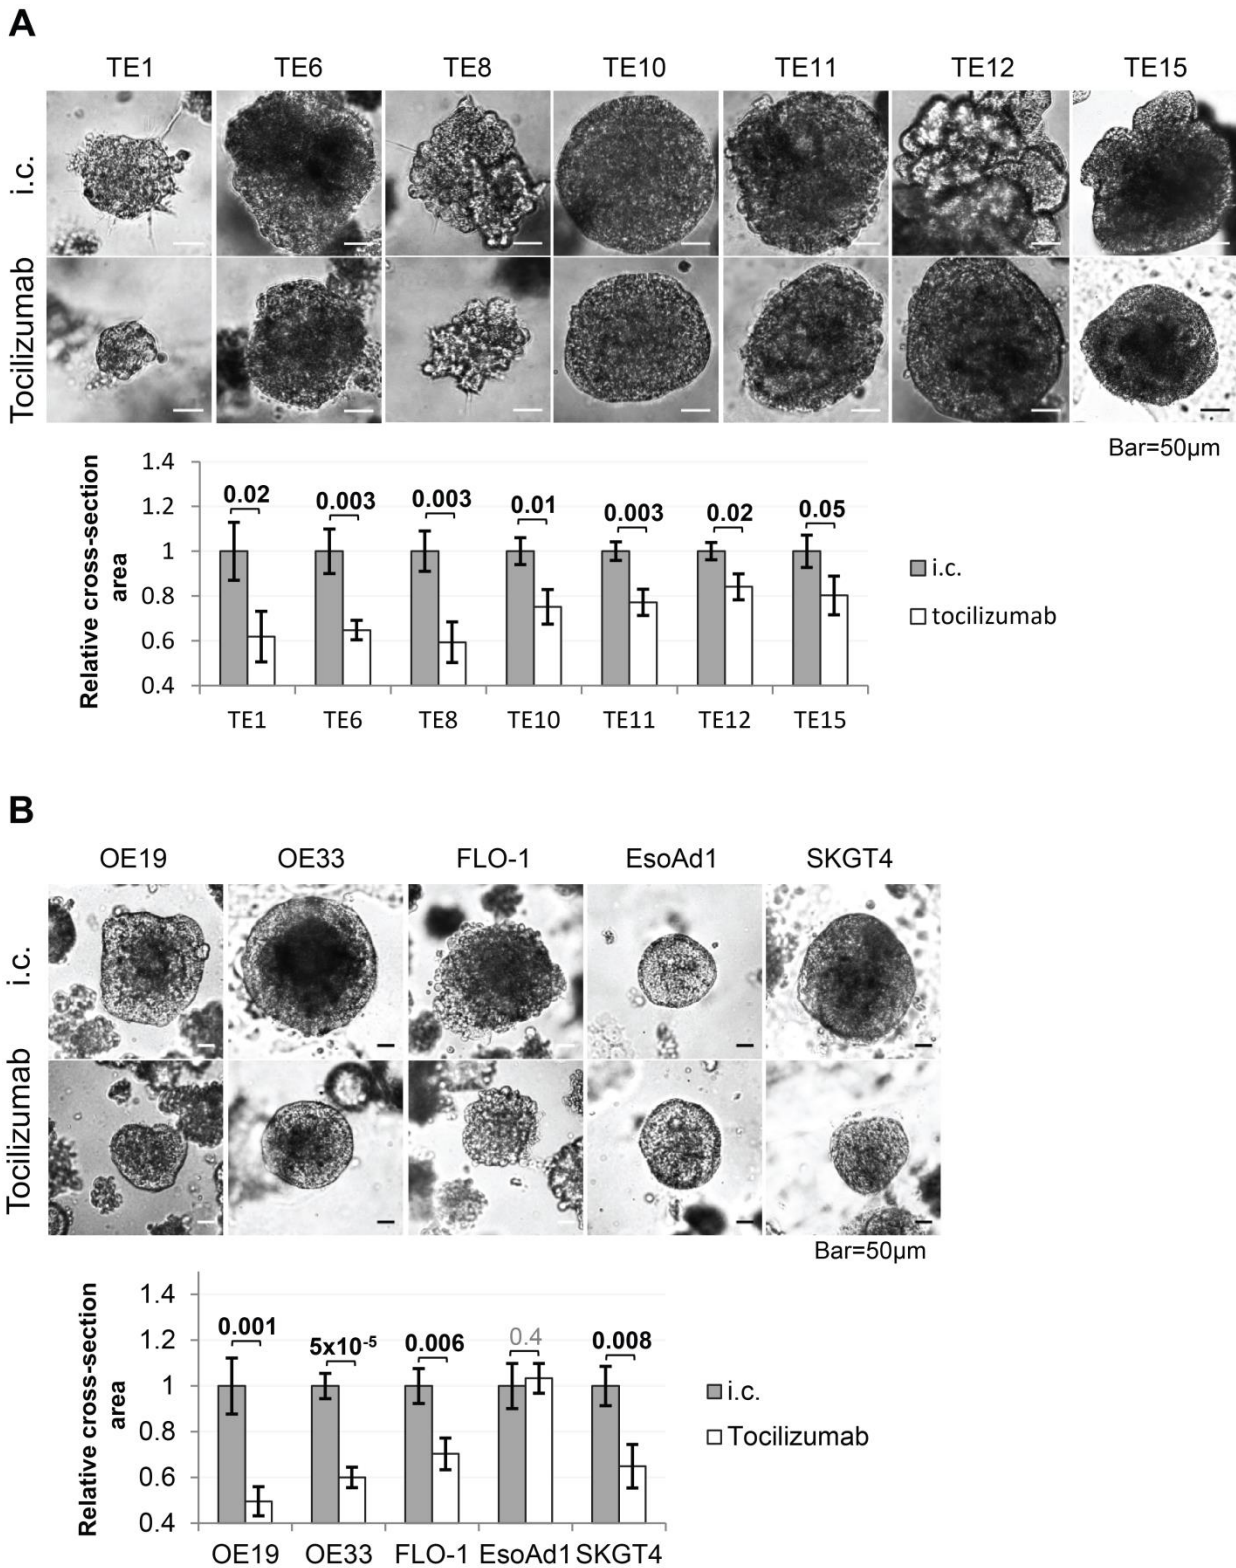 A
TE1 TE6 TE8 TE10 TE11 TE12 TE15
i.c.
Tocilizumab
Bar=50µm
Relative cross-section area
1.4
1.2
1
0.8
0.6
0.4
0.02 0.003 0.003 0.01 0.003 0.02 0.05
i.c.
tocilizumab
TE1 TE6 TE8 TE10 TE11 TE12 TE15
B
OE19 OE33 FLO-1 EsoAd1 SKGT4
i.c.
Tocilizumab
Bar=50µm
Relative cross-section area
1.4
1.2
1
0.8
0.6
0.4
0.001 5x10⁻⁵ 0.006 0.4 0.008
i.c.
Tocilizumab
OE19 OE33 FLO-1 EsoAd1 SKGT4